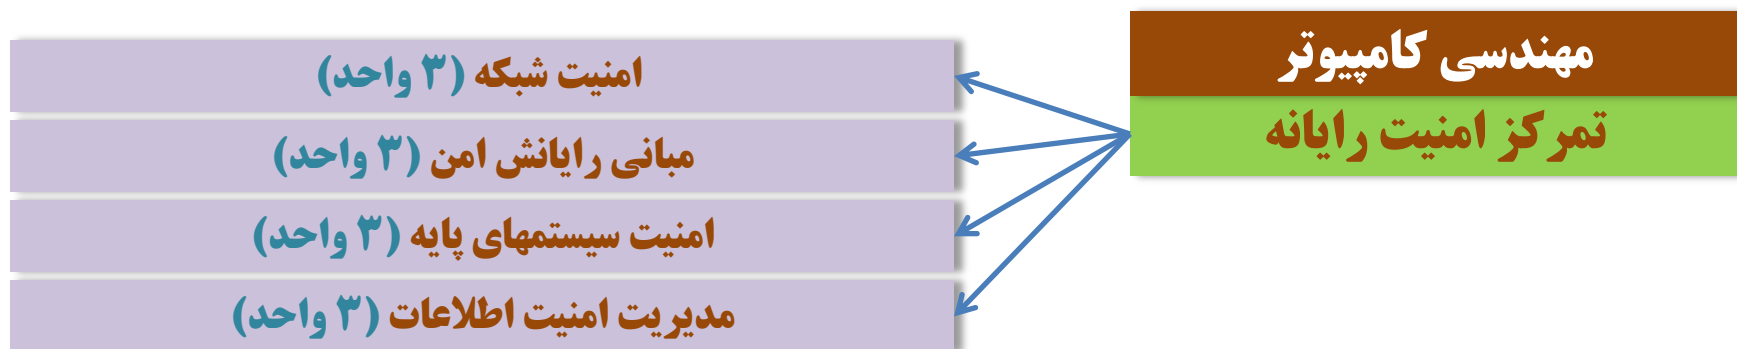 مهندسی کامپیوتر
تمرکز امنیت رایانه
امنیت شبکه (۳ واحد)
مبانی رایانش امن (۳ واحد)
امنیت سیستمهای پایه (۳ واحد)
مدیریت امنیت اطلاعات (۳ واحد)